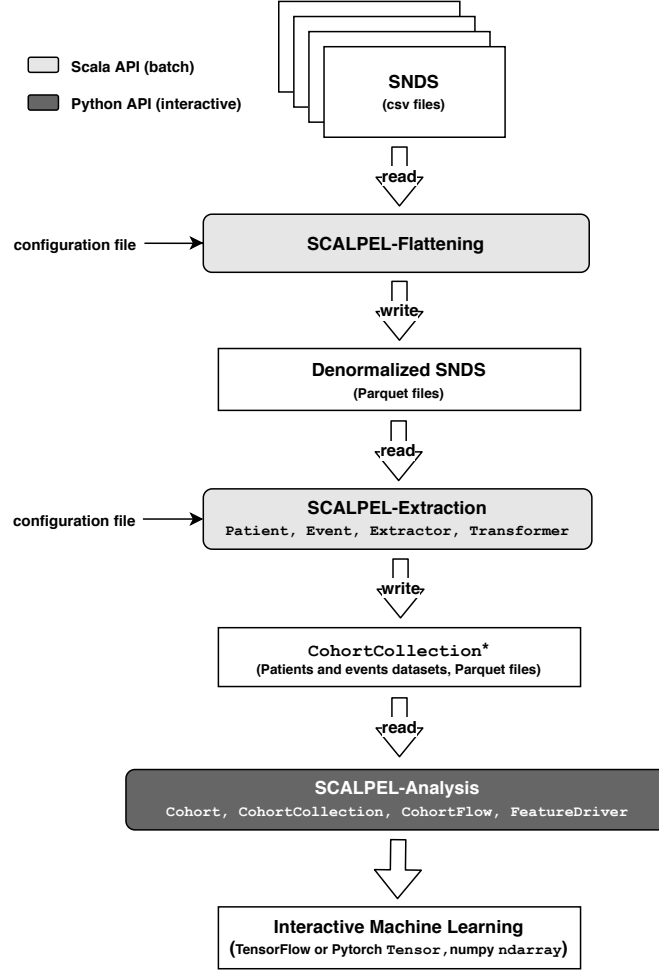 Scala API (batch)
Python API (interactive)
SNDS
(csv files)
read
configuration file
SCALPEL-Flattening
write
Denormalized SNDS
(Parquet files)
read
configuration file
SCALPEL-Extraction
Patient, Event, Extractor, Transformer
write
CohortCollection*
(Patients and events datasets, Parquet files)
read
SCALPEL-Analysis
Cohort, CohortCollection, CohortFlow, FeatureDriver
Interactive Machine Learning
(TensorFlow or Pytorch Tensor, numpy ndarray)